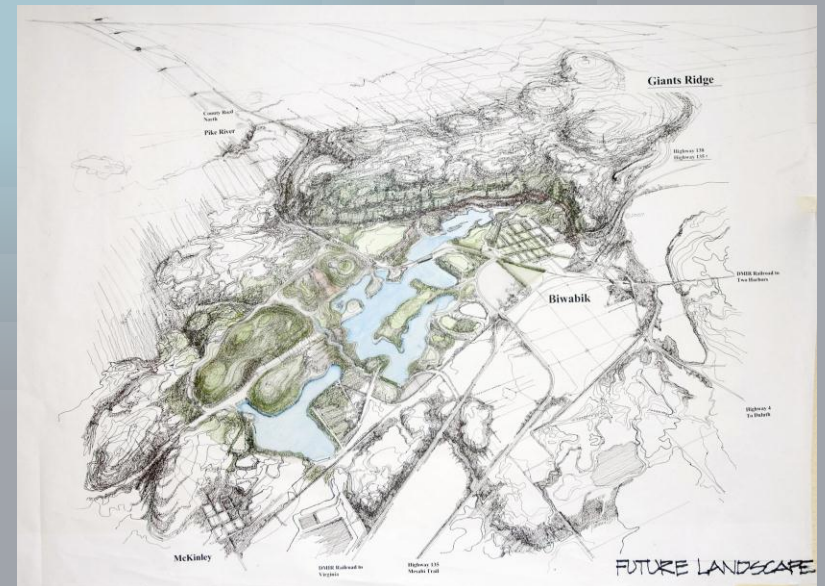 Giants Ridge
County Road
North
Pike River
Highway 138
Highway 135
DMIR Railroad to
Two Harbors
Biwabik
Highway 4
To Duluth
McKinley
DMIR Railroad to
Virginia
Highway 135
Mesabi Trail
FUTURE LANDSCAPE